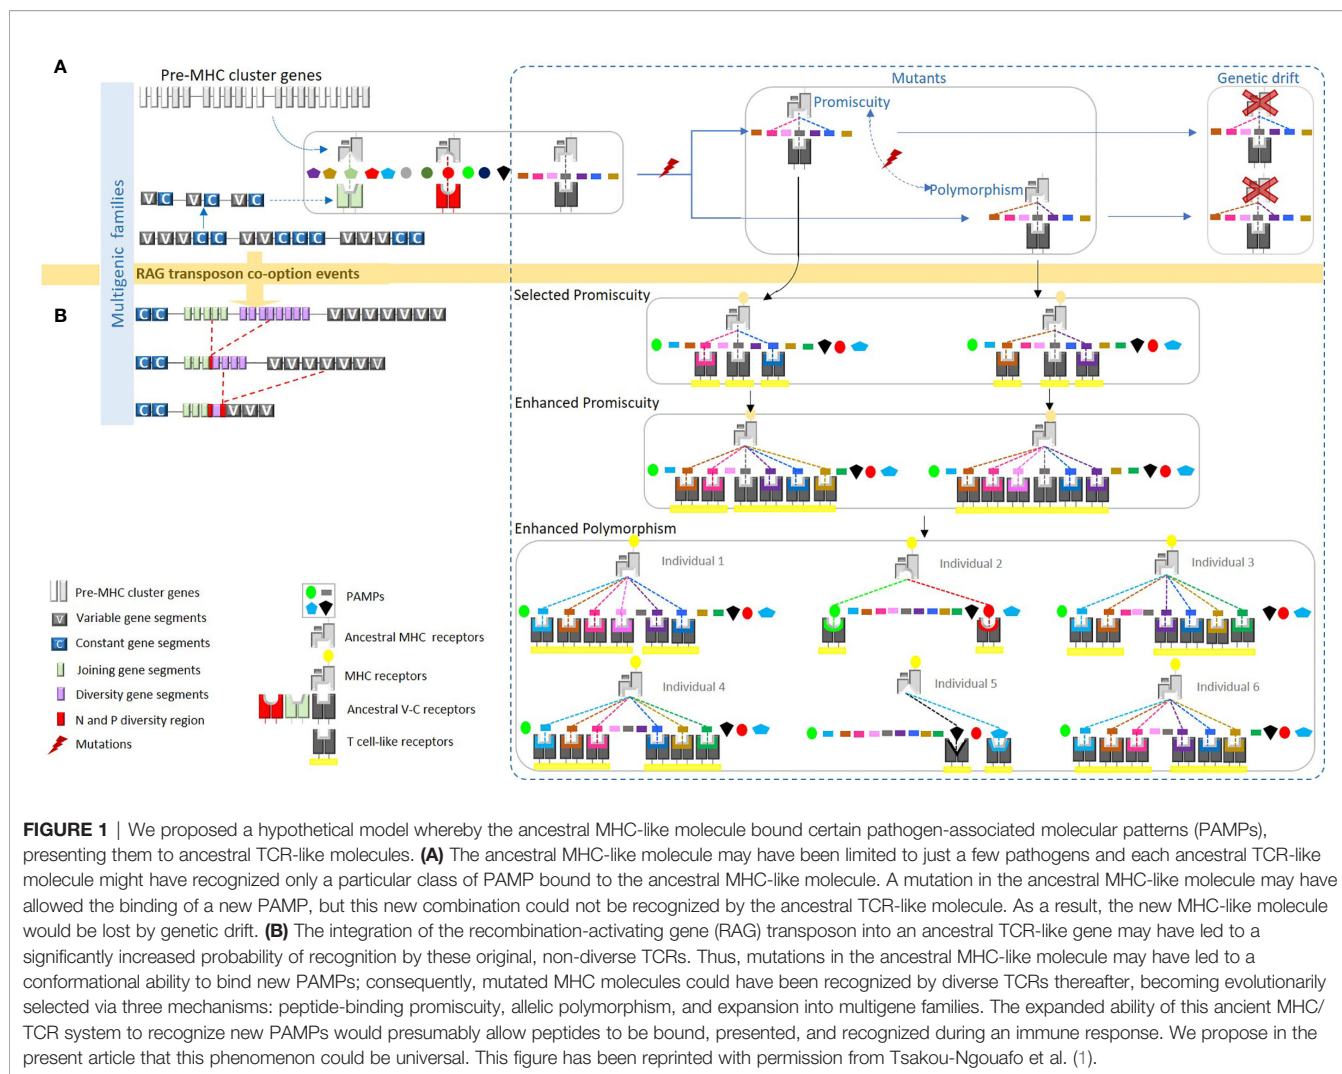 A
Pre-MHC cluster genes
Multigenic families
V C V C V C
V V V C C V V C C C V V V C C
RAG transposon co-option events
B
C C V V V V V V V
C C V V V V V V V
C C V V V
Mutants
Genetic drift
Promiscuity
Polymorphism
Selected Promiscuity
Enhanced Promiscuity
Enhanced Polymorphism
Individual 1
Individual 2
Individual 3
Individual 4
Individual 5
Individual 6
Pre-MHC cluster genes
V Variable gene segments
C Constant gene segments
Joining gene segments
Diversity gene segments
N and P diversity region
Mutations
PAMPs
Ancestral MHC receptors
MHC receptors
Ancestral V-C receptors
T cell-like receptors
FIGURE 1 | We proposed a hypothetical model whereby the ancestral MHC-like molecule bound certain pathogen-associated molecular patterns (PAMPs),
presenting them to ancestral TCR-like molecules. (A) The ancestral MHC-like molecule may have been limited to just a few pathogens and each ancestral TCR-like
molecule might have recognized only a particular class of PAMP bound to the ancestral MHC-like molecule. A mutation in the ancestral MHC-like molecule may have
allowed the binding of a new PAMP, but this new combination could not be recognized by the ancestral TCR-like molecule. As a result, the new MHC-like molecule
would be lost by genetic drift. (B) The integration of the recombination-activating gene (RAG) transposon into an ancestral TCR-like gene may have led to a
significantly increased probability of recognition by these original, non-diverse TCRs. Thus, mutations in the ancestral MHC-like molecule may have led to a
conformational ability to bind new PAMPs; consequently, mutated MHC molecules could have been recognized by diverse TCRs thereafter, becoming evolutionarily
selected via three mechanisms: peptide-binding promiscuity, allelic polymorphism, and expansion into multigene families. The expanded ability of this ancient MHC/
TCR system to recognize new PAMPs would presumably allow peptides to be bound, presented, and recognized during an immune response. We propose in the
present article that this phenomenon could be universal. This figure has been reprinted with permission from Tsakou-Ngouafo et al. (1).